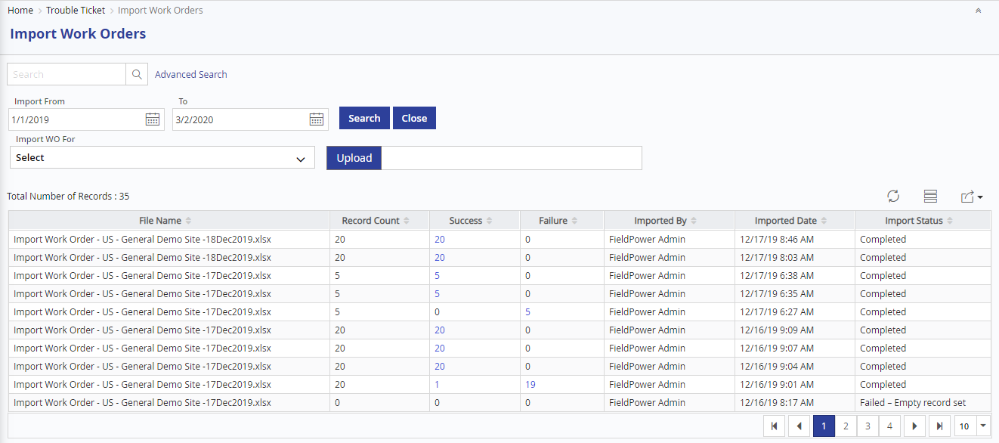 Home > Trouble Ticket > Import Work Orders
Import Work Orders
Search Advanced Search
Import From To
1/1/2019 3/2/2020 Search Close
Import WO For
Select Upload
Total Number of Records : 35
File Name Record Count Success Failure Imported By Imported Date Import Status
Import Work Order - US - General Demo Site -18Dec2019.xlsx 20 20 0 FieldPower Admin 12/17/19 8:46 AM Completed
Import Work Order - US - General Demo Site -18Dec2019.xlsx 20 20 0 FieldPower Admin 12/17/19 8:03 AM Completed
Import Work Order - US - General Demo Site -17Dec2019.xlsx 5 5 0 FieldPower Admin 12/17/19 6:38 AM Completed
Import Work Order - US - General Demo Site -17Dec2019.xlsx 5 5 0 FieldPower Admin 12/17/19 6:35 AM Completed
Import Work Order - US - General Demo Site -17Dec2019.xlsx 5 0 5 FieldPower Admin 12/17/19 6:27 AM Completed
Import Work Order - US - General Demo Site -17Dec2019.xlsx 20 20 0 FieldPower Admin 12/16/19 9:09 AM Completed
Import Work Order - US - General Demo Site -17Dec2019.xlsx 20 20 0 FieldPower Admin 12/16/19 9:07 AM Completed
Import Work Order - US - General Demo Site -17Dec2019.xlsx 20 20 0 FieldPower Admin 12/16/19 9:04 AM Completed
Import Work Order - US - General Demo Site -17Dec2019.xlsx 20 1 19 FieldPower Admin 12/16/19 9:01 AM Completed
Import Work Order - US - General Demo Site -17Dec2019.xlsx 0 0 0 FieldPower Admin 12/16/19 8:17 AM Failed – Empty record set
1 2 3 4 10